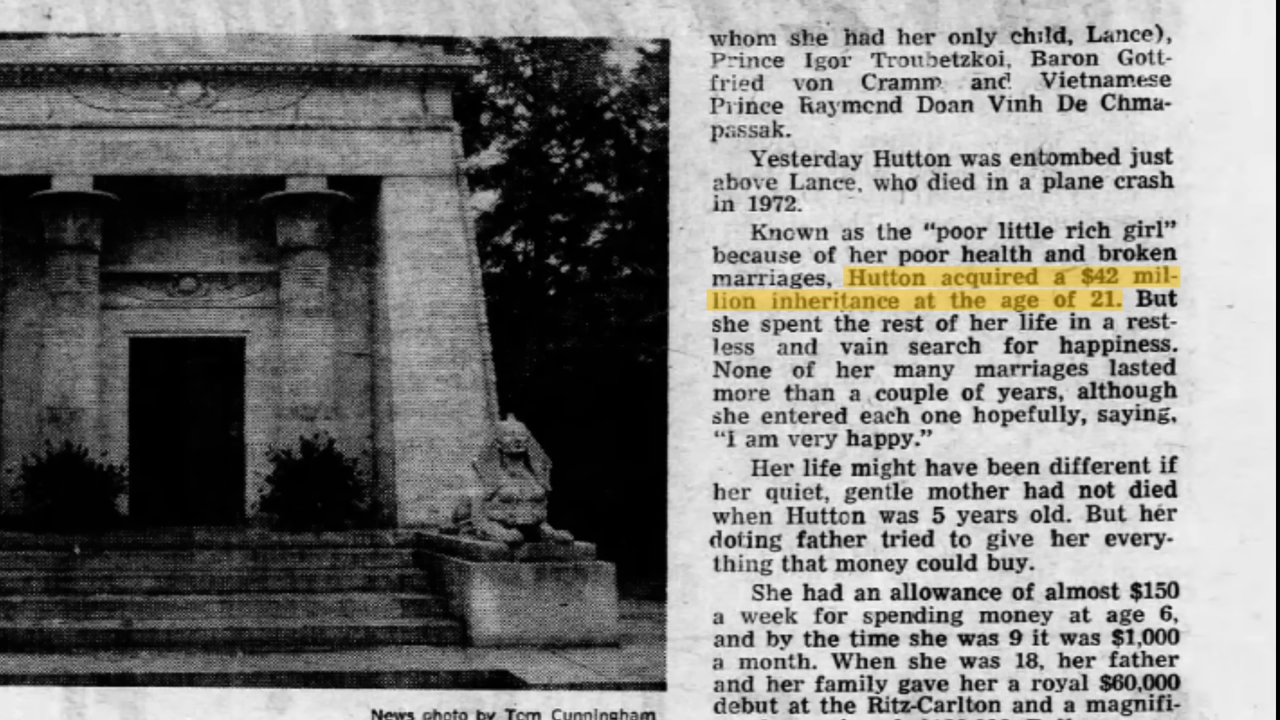 whom she had her only child, Lance),
Prince Igor Troubetzkoi, Baron Gott-
fried von Cramm and Vietnamese
Prince Raymond Doan Vinh De Chma-
passak.
Yesterday Hutton was entombed just
above Lance, who died in a plane crash
in 1972.
Known as the “poor little rich girl”
because of her poor health and broken
marriages, Hutton acquired a $42 mil-
lion inheritance at the age of 21. But
she spent the rest of her life in a rest-
less and vain search for happiness.
None of her many marriages lasted
more than a couple of years, although
she entered each one hopefully, saying,
“I am very happy.”
Her life might have been different if
her quiet, gentle mother had not died
when Hutton was 5 years old. But her
doting father tried to give her every-
thing that money could buy.
She had an allowance of almost $150
a week for spending money at age 6,
and by the time she was 9 it was $1,000
a month. When she was 18, her father
and her family gave her a royal $60,000
debut at the Ritz-Carlton and a magnifi-
News photo by Tom Cunningham